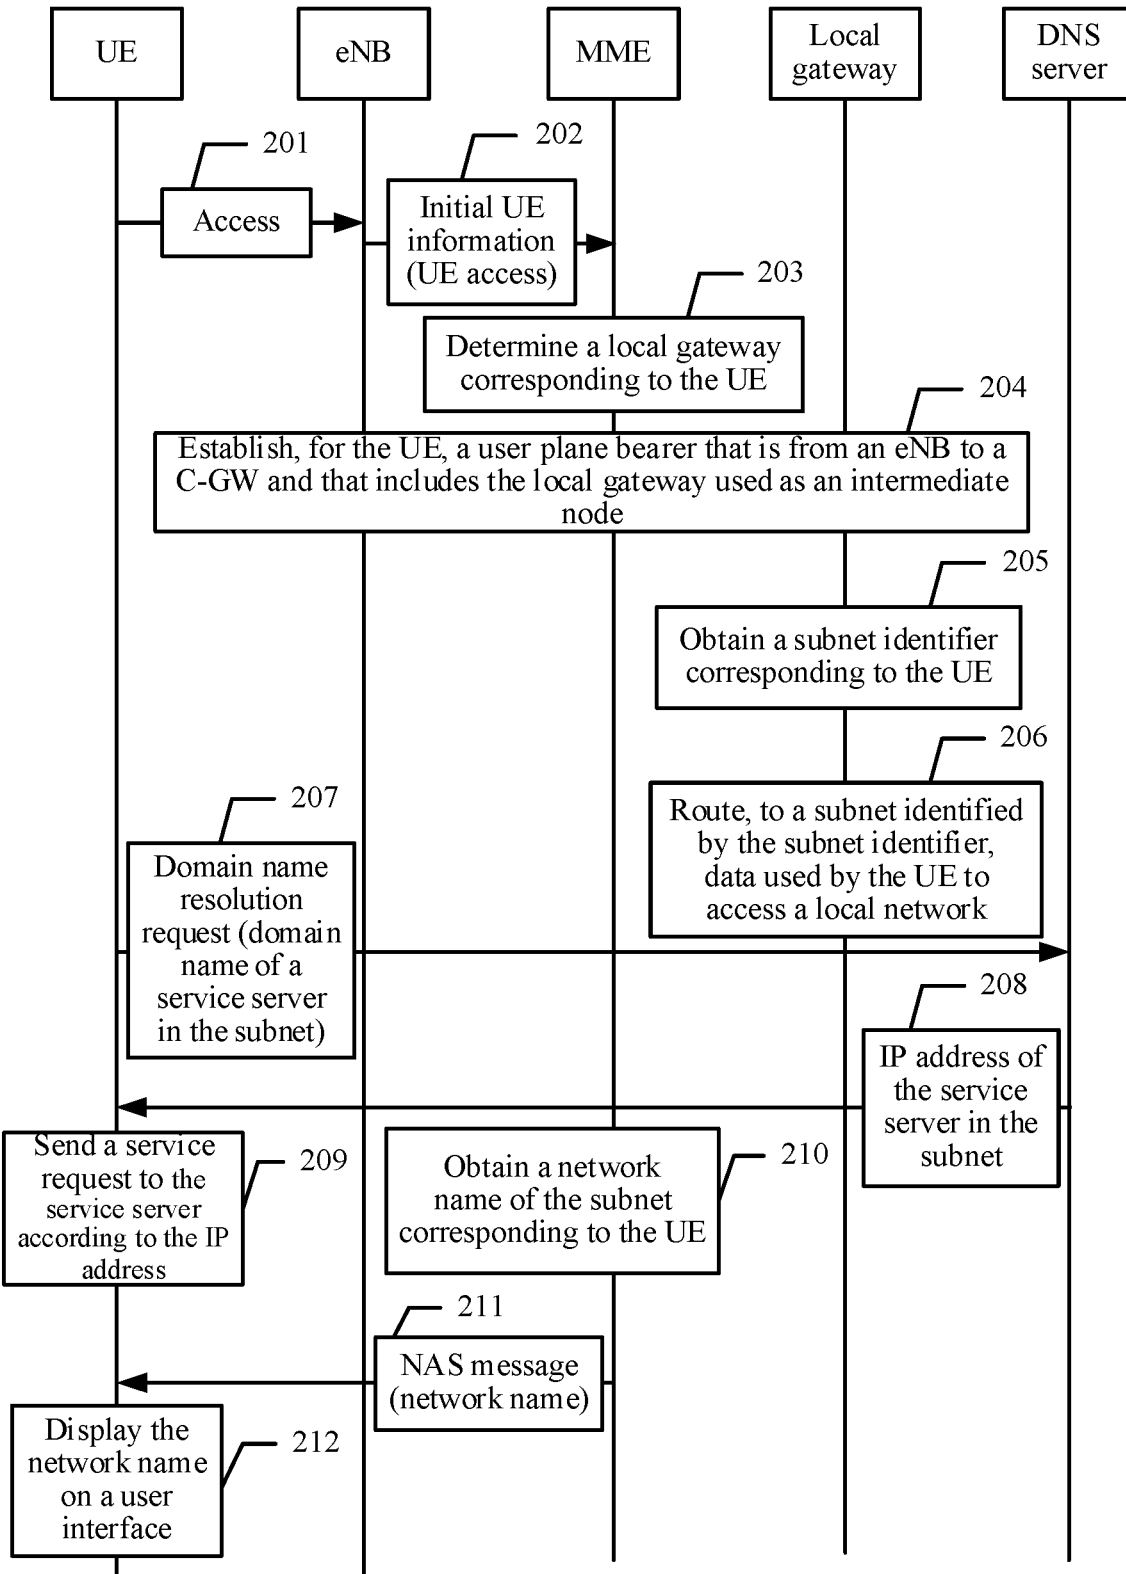 UE
eNB
MME
Local
gateway
DNS
server
201
Access
202
Initial UE
information
(UE access)
203
Determine a local gateway
corresponding to the UE
204
Establish, for the UE, a user plane bearer that is from an eNB to a
C-GW and that includes the local gateway used as an intermediate
node
205
Obtain a subnet identifier
corresponding to the UE
206
Route, to a subnet identified
by the subnet identifier,
data used by the UE to
access a local network
207
Domain name
resolution
request (domain
name of a
service server
in the subnet)
208
IP address of
the service
server in the
subnet
209
Send a service
request to the
service server
according to the IP
address
210
Obtain a network
name of the subnet
corresponding to the UE
211
NAS message
(network name)
212
Display the
network name
on a user
interface